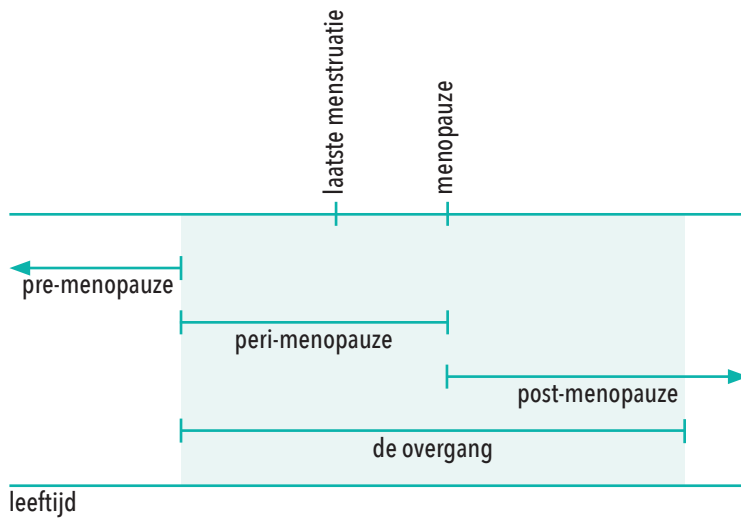 laatste menstruatie
menopauze
pre-menopauze
peri-menopauze
post-menopauze
de overgang
leeftijd